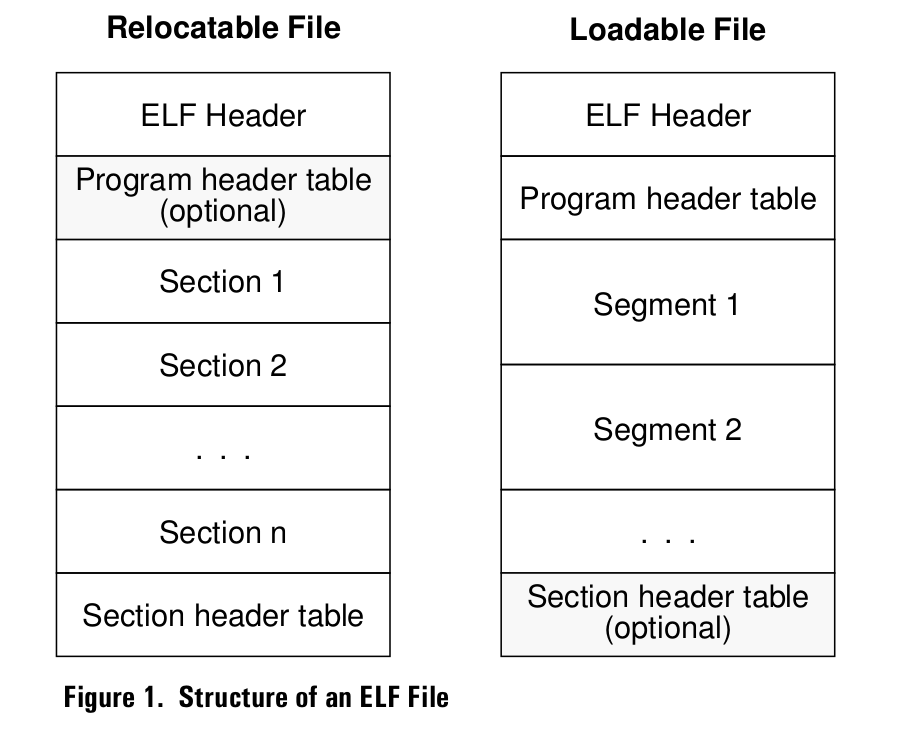 Relocatable File
ELF Header
Program header table
(optional)
Section 1
Section 2
. . .
Section n
Section header table
Loadable File
ELF Header
Program header table
Segment 1
Segment 2
. . .
Section header table
(optional)
Figure 1. Structure of an ELF File